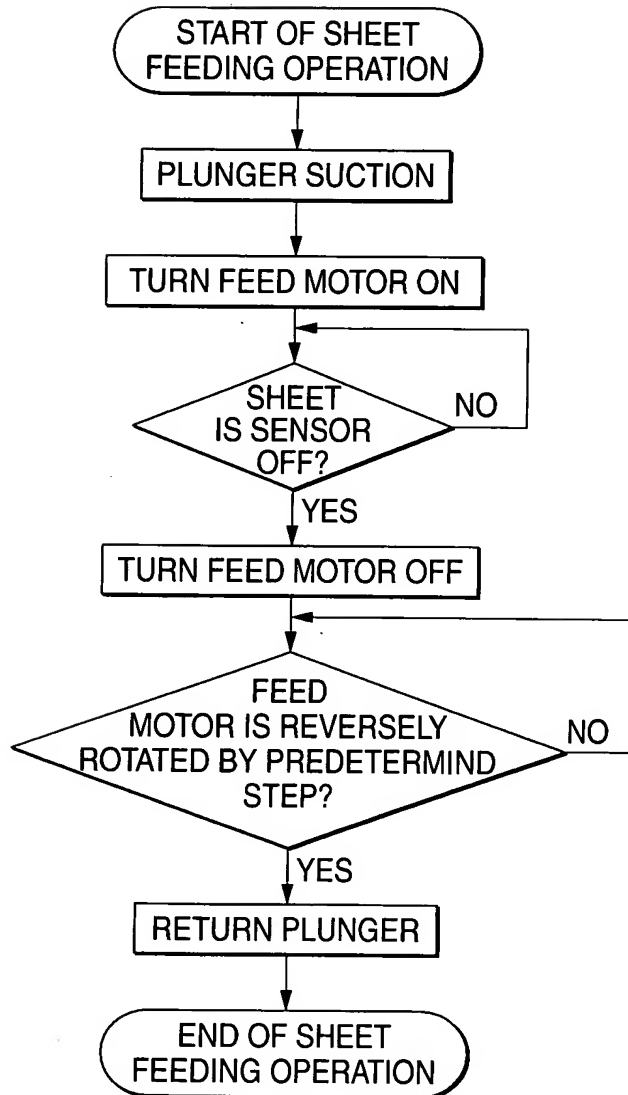 START OF SHEET
FEEDING OPERATION
PLUNGER SUCTION
TURN FEED MOTOR ON
SHEET
IS SENSOR
OFF?
NO
YES
TURN FEED MOTOR OFF
FEED
MOTOR IS REVERSELY
ROTATED BY PREDETERMIND
STEP?
NO
YES
RETURN PLUNGER
END OF SHEET
FEEDING OPERATION